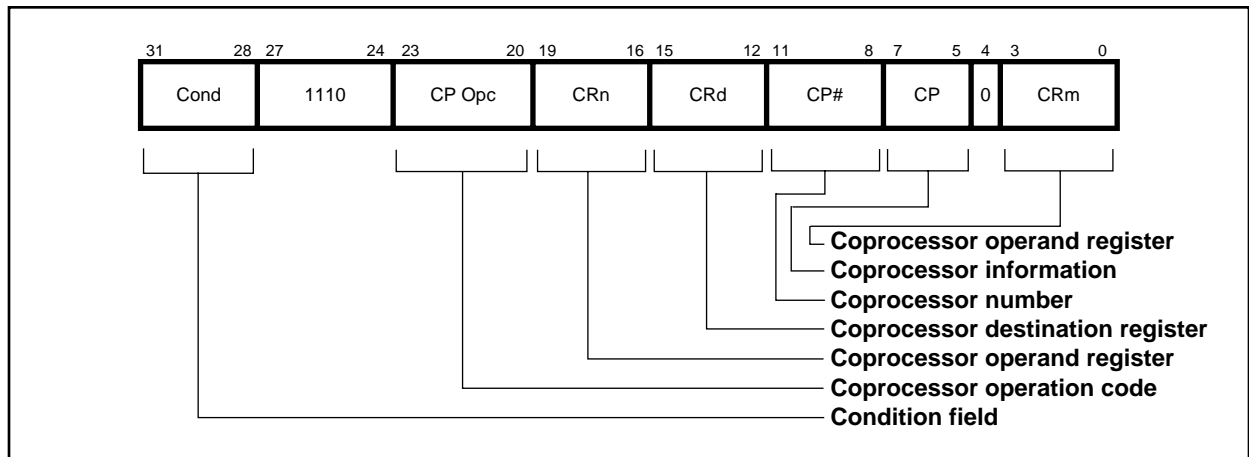 31 28 27 24 23 20 19 16 15 12 11 8 7 5 4 3 0
Cond 1110 CP Opc CRn CRd CP# CP 0 CRm
Coprocessor operand register
Coprocessor information
Coprocessor number
Coprocessor destination register
Coprocessor operand register
Coprocessor operation code
Condition field